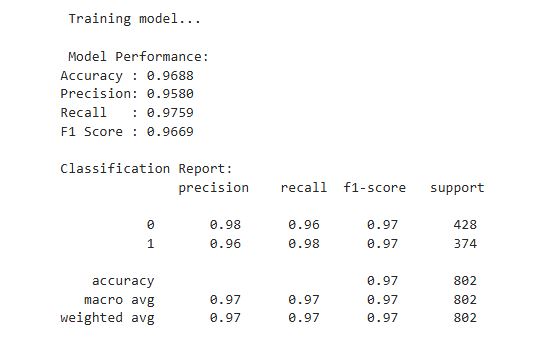 Training model...
Model Performance:
Accuracy : 0.9688
Precision: 0.9580
Recall   : 0.9759
F1 Score : 0.9669
Classification Report:
precision    recall  f1-score   support
0       0.98      0.96      0.97       428
1       0.96      0.98      0.97       374
accuracy                           0.97       802
macro avg       0.97      0.97      0.97       802
weighted avg       0.97      0.97      0.97       802